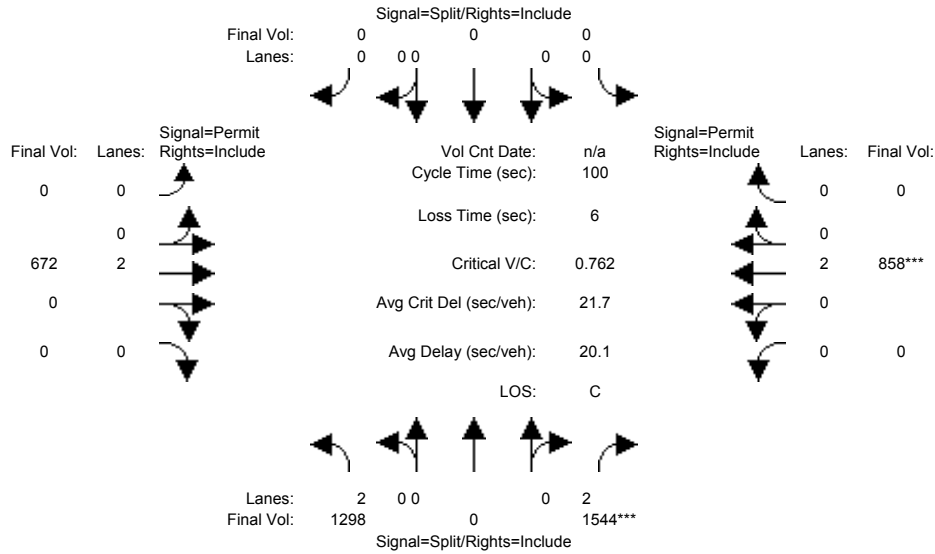 Signal=Split/Rights=Include
Final Vol: 0 0 0
Lanes: 0 0 0 0 0
Signal=Permit
Final Vol: Lanes: Rights=Include
Vol Cnt Date: n/a
Signal=Permit
Rights=Include Lanes: Final Vol:
Cycle Time (sec): 100
0 0
0 0
Loss Time (sec): 6
0
0
672 2
Critical V/C: 0.762
2 858***
0
Avg Crit Del (sec/veh): 21.7
0
0 0
Avg Delay (sec/veh): 20.1
0 0
LOS: C
Lanes: 2 0 0 0 2
Final Vol: 1298 0 1544***
Signal=Split/Rights=Include